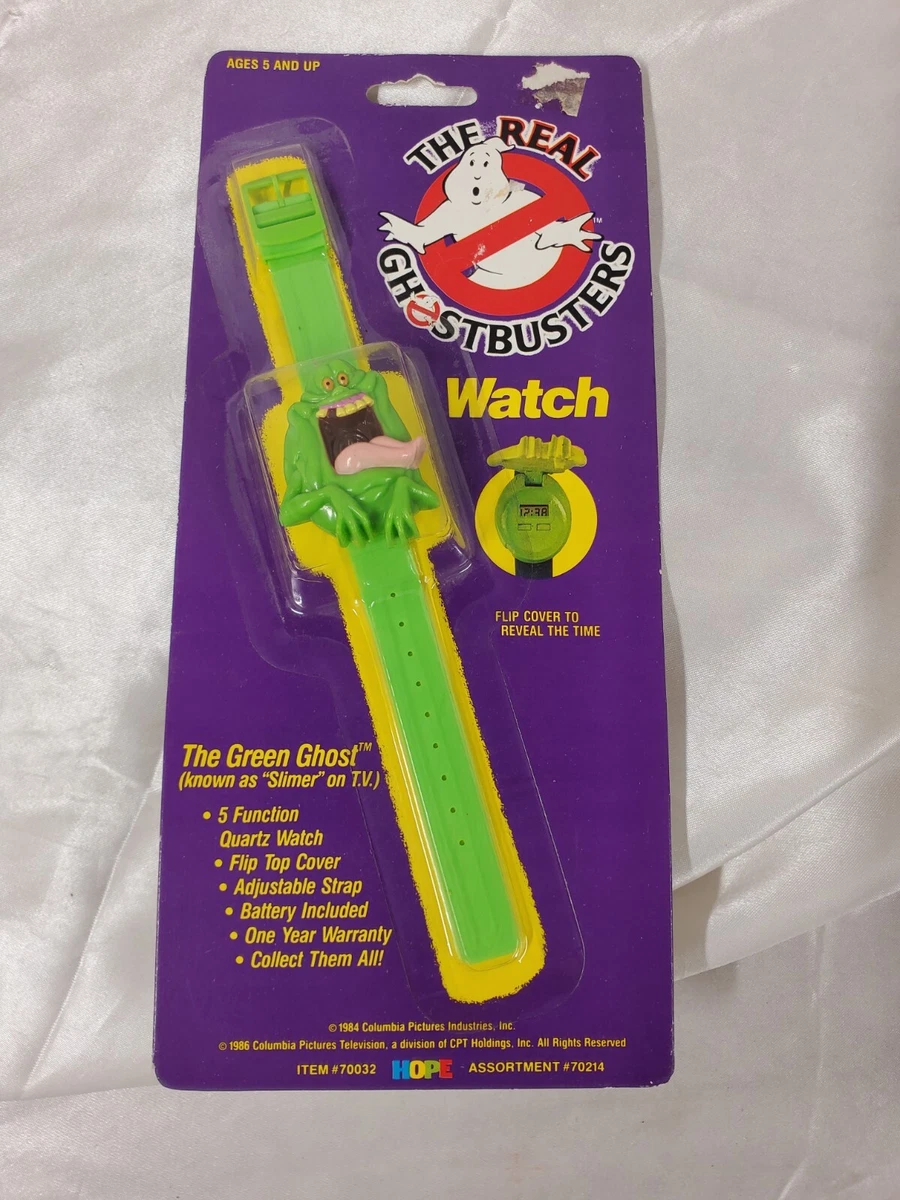 AGES 5 AND UP
THE REAL
GHOSTBUSTERS
TM
Watch
FLIP COVER TO
REVEAL THE TIME
The Green Ghost™
(known as "Slimer" on T.V.)
• 5 Function
Quartz Watch
• Flip Top Cover
• Adjustable Strap
• Battery Included
• One Year Warranty
• Collect Them All!
© 1984 Columbia Pictures Industries, Inc.
© 1986 Columbia Pictures Television, a division of CPT Holdings, Inc. All Rights Reserved
ITEM #70032 HOPE ASSORTMENT #70214